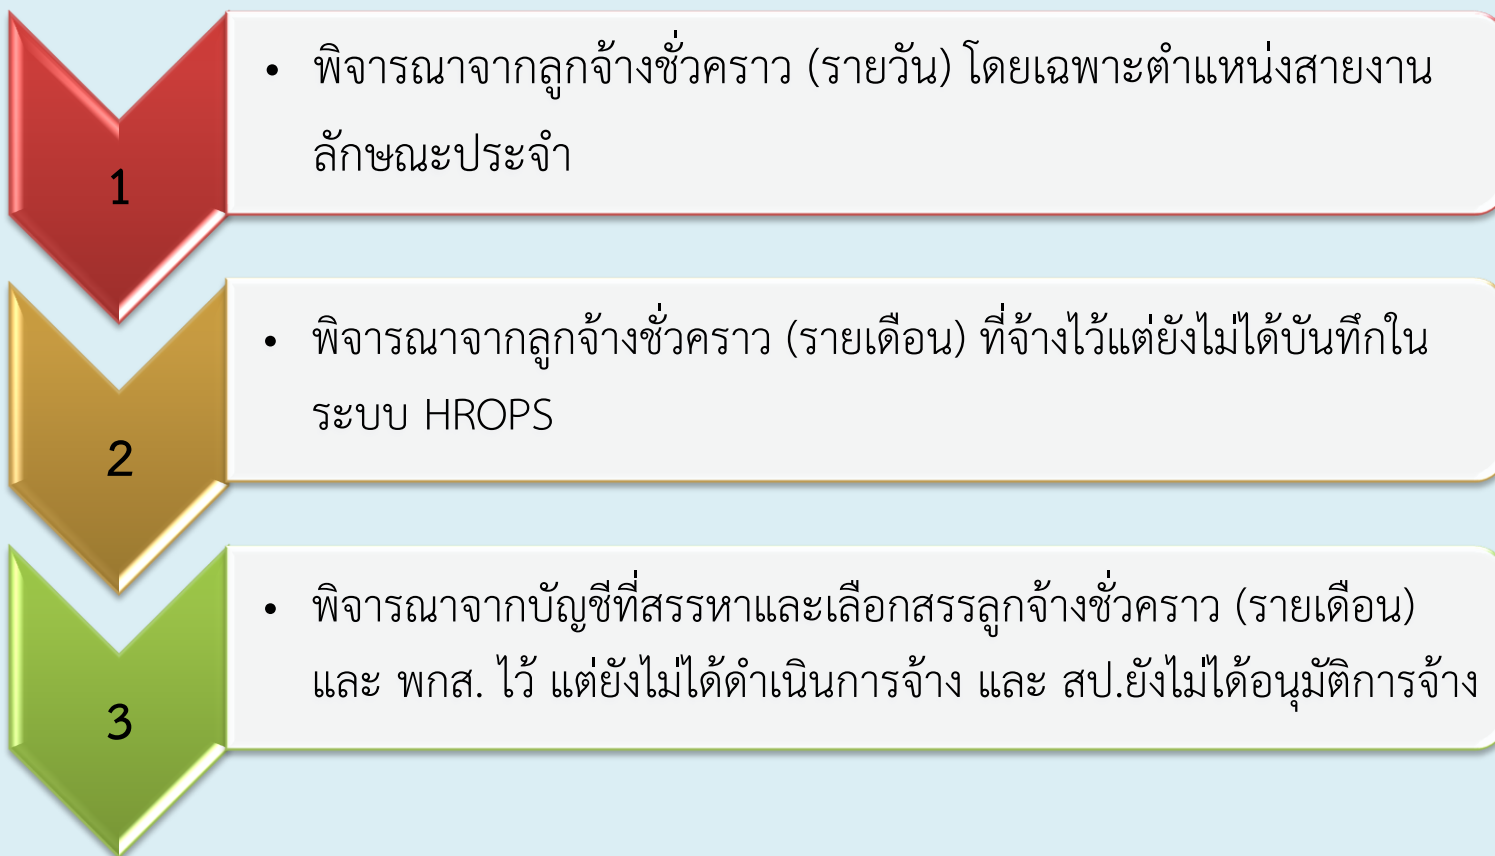 1
• พิจารณาจากลูกจ้างชั่วคราว (รายวัน) โดยเฉพาะตำแหน่งสายงาน
ลักษณะประจำ
2
• พิจารณาจากลูกจ้างชั่วคราว (รายเดือน) ที่จ้างไว้แต่ยังไม่ได้บันทึกใน
ระบบ HROPS
3
• พิจารณาจากบัญชีที่สรรหาและเลือกสรรลูกจ้างชั่วคราว (รายเดือน)
และ พกส. ไว้ แต่ยังไม่ได้ดำเนินการจ้าง และ สป.ยังไม่ได้อนุมัติการจ้าง